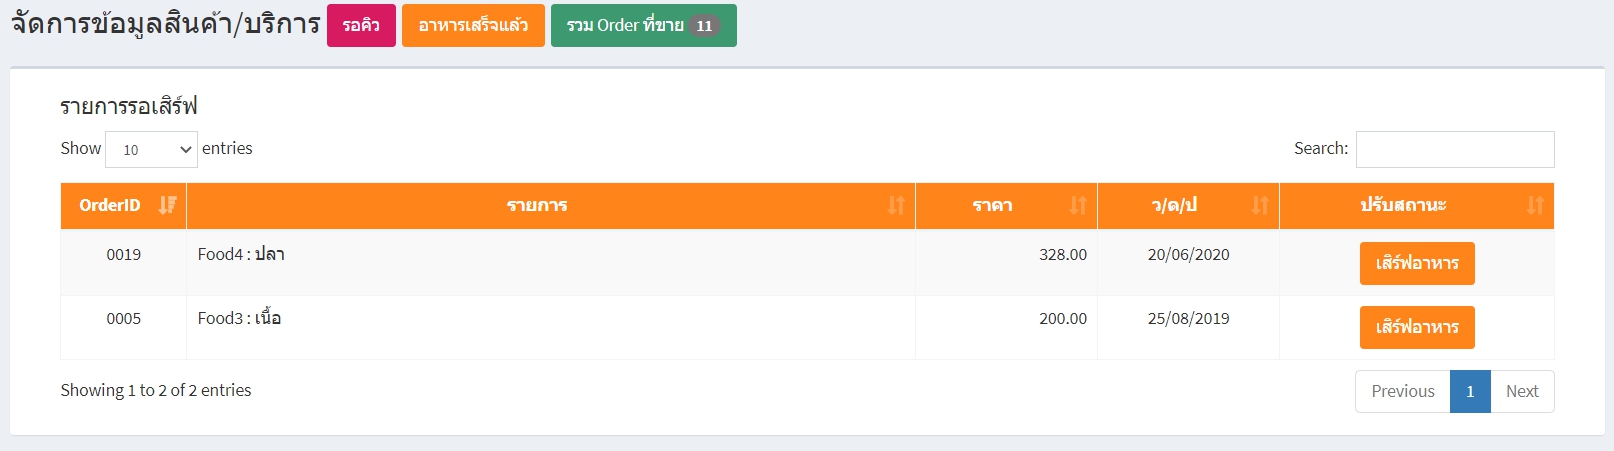 จัดการข้อมูลสินค้า/บริการ รอคิว อาหารเสร็จแล้ว รวม Order ที่ขาย 11
รายการรอเสิร์ฟ
Show 10 entries Search:
OrderID รายการ ราคา ว/ด/ป ปรับสถานะ
0019 Food4 : ปลา 328.00 20/06/2020 เสิร์ฟอาหาร
0005 Food3 : เนื้อ 200.00 25/08/2019 เสิร์ฟอาหาร
Showing 1 to 2 of 2 entries Previous 1 Next